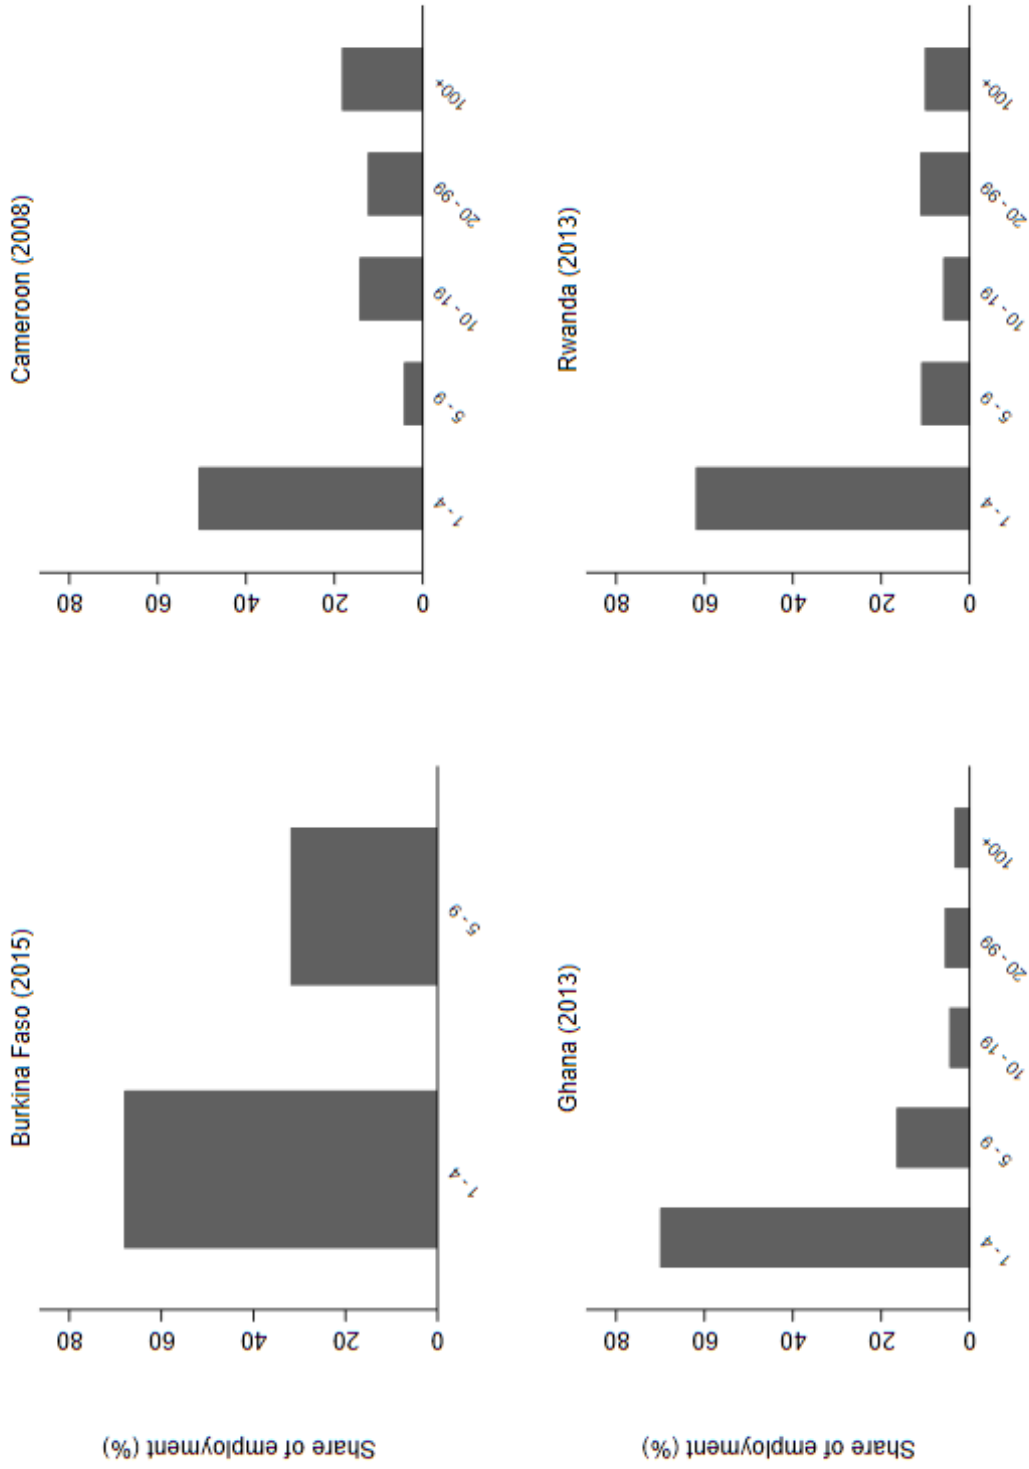 Burkina Faso (2015)
Share of employment (%)
80
60
40
20
0
1 - 4
5 - 9
Cameroon (2008)
80
60
40
20
0
1 - 4
5 - 9
10 - 19
20 - 99
100+
Ghana (2013)
Share of employment (%)
80
60
40
20
0
1 - 4
5 - 9
10 - 19
20 - 99
100+
Rwanda (2013)
80
60
40
20
0
1 - 4
5 - 9
10 - 19
20 - 99
100+